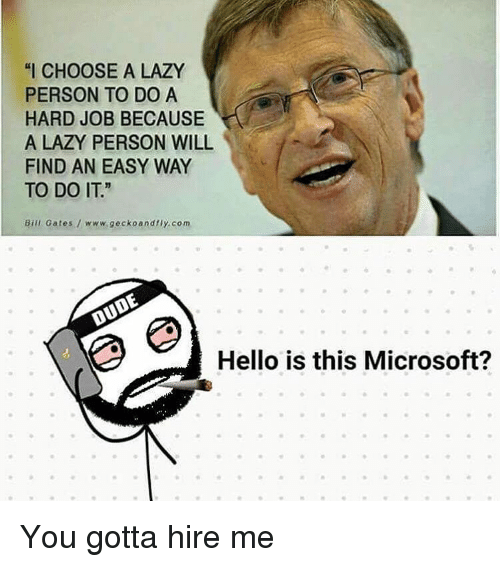 “I CHOOSE A LAZY
PERSON TO DO A
HARD JOB BECAUSE
A LAZY PERSON WILL
FIND AN EASY WAY
TO DO IT.”
Bill Gates / www.geckoandfly.com
DUDE
Hello is this Microsoft?
You gotta hire me